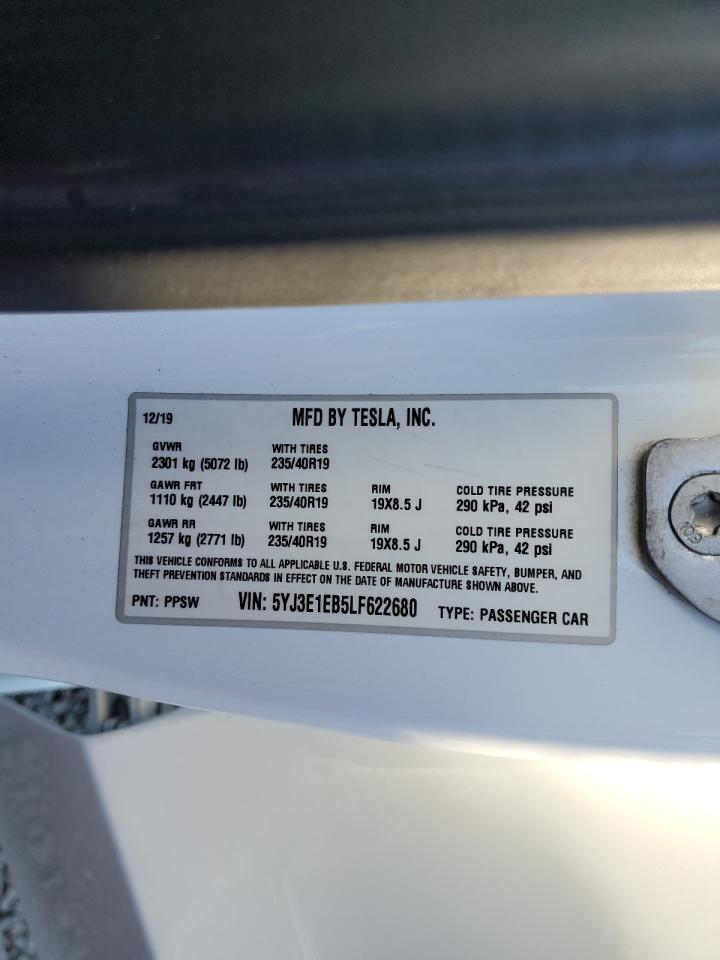 12/19 MFD BY TESLA, INC.
GVWR WITH TIRES
2301 kg (5072 lb) 235/40R19
GAWR FRT WITH TIRES RIM COLD TIRE PRESSURE
1110 kg (2447 lb) 235/40R19 19X8.5 J 290 kPa, 42 psi
GAWR RR WITH TIRES RIM COLD TIRE PRESSURE
1257 kg (2771 lb) 235/40R19 19X8.5 J 290 kPa, 42 psi
THIS VEHICLE CONFORMS TO ALL APPLICABLE U.S. FEDERAL MOTOR VEHICLE SAFETY, BUMPER, AND
THEFT PREVENTION STANDARDS IN EFFECT ON THE DATE OF MANUFACTURE SHOWN ABOVE.
PNT: PPSW VIN: 5YJ3E1EB5LF622680 TYPE: PASSENGER CAR
109